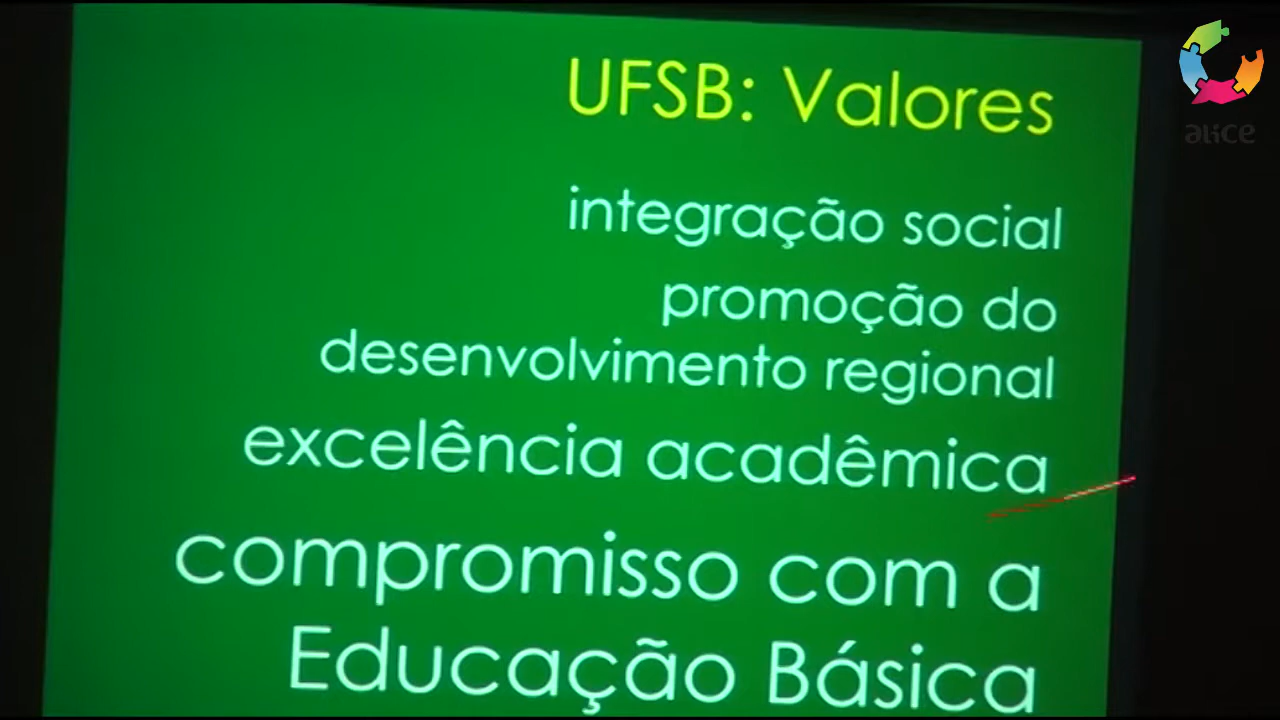 UFSB: Valores
alice
integração social
promoção do
desenvolvimento regional
excelência acadêmica
compromisso com a
Educação Básica